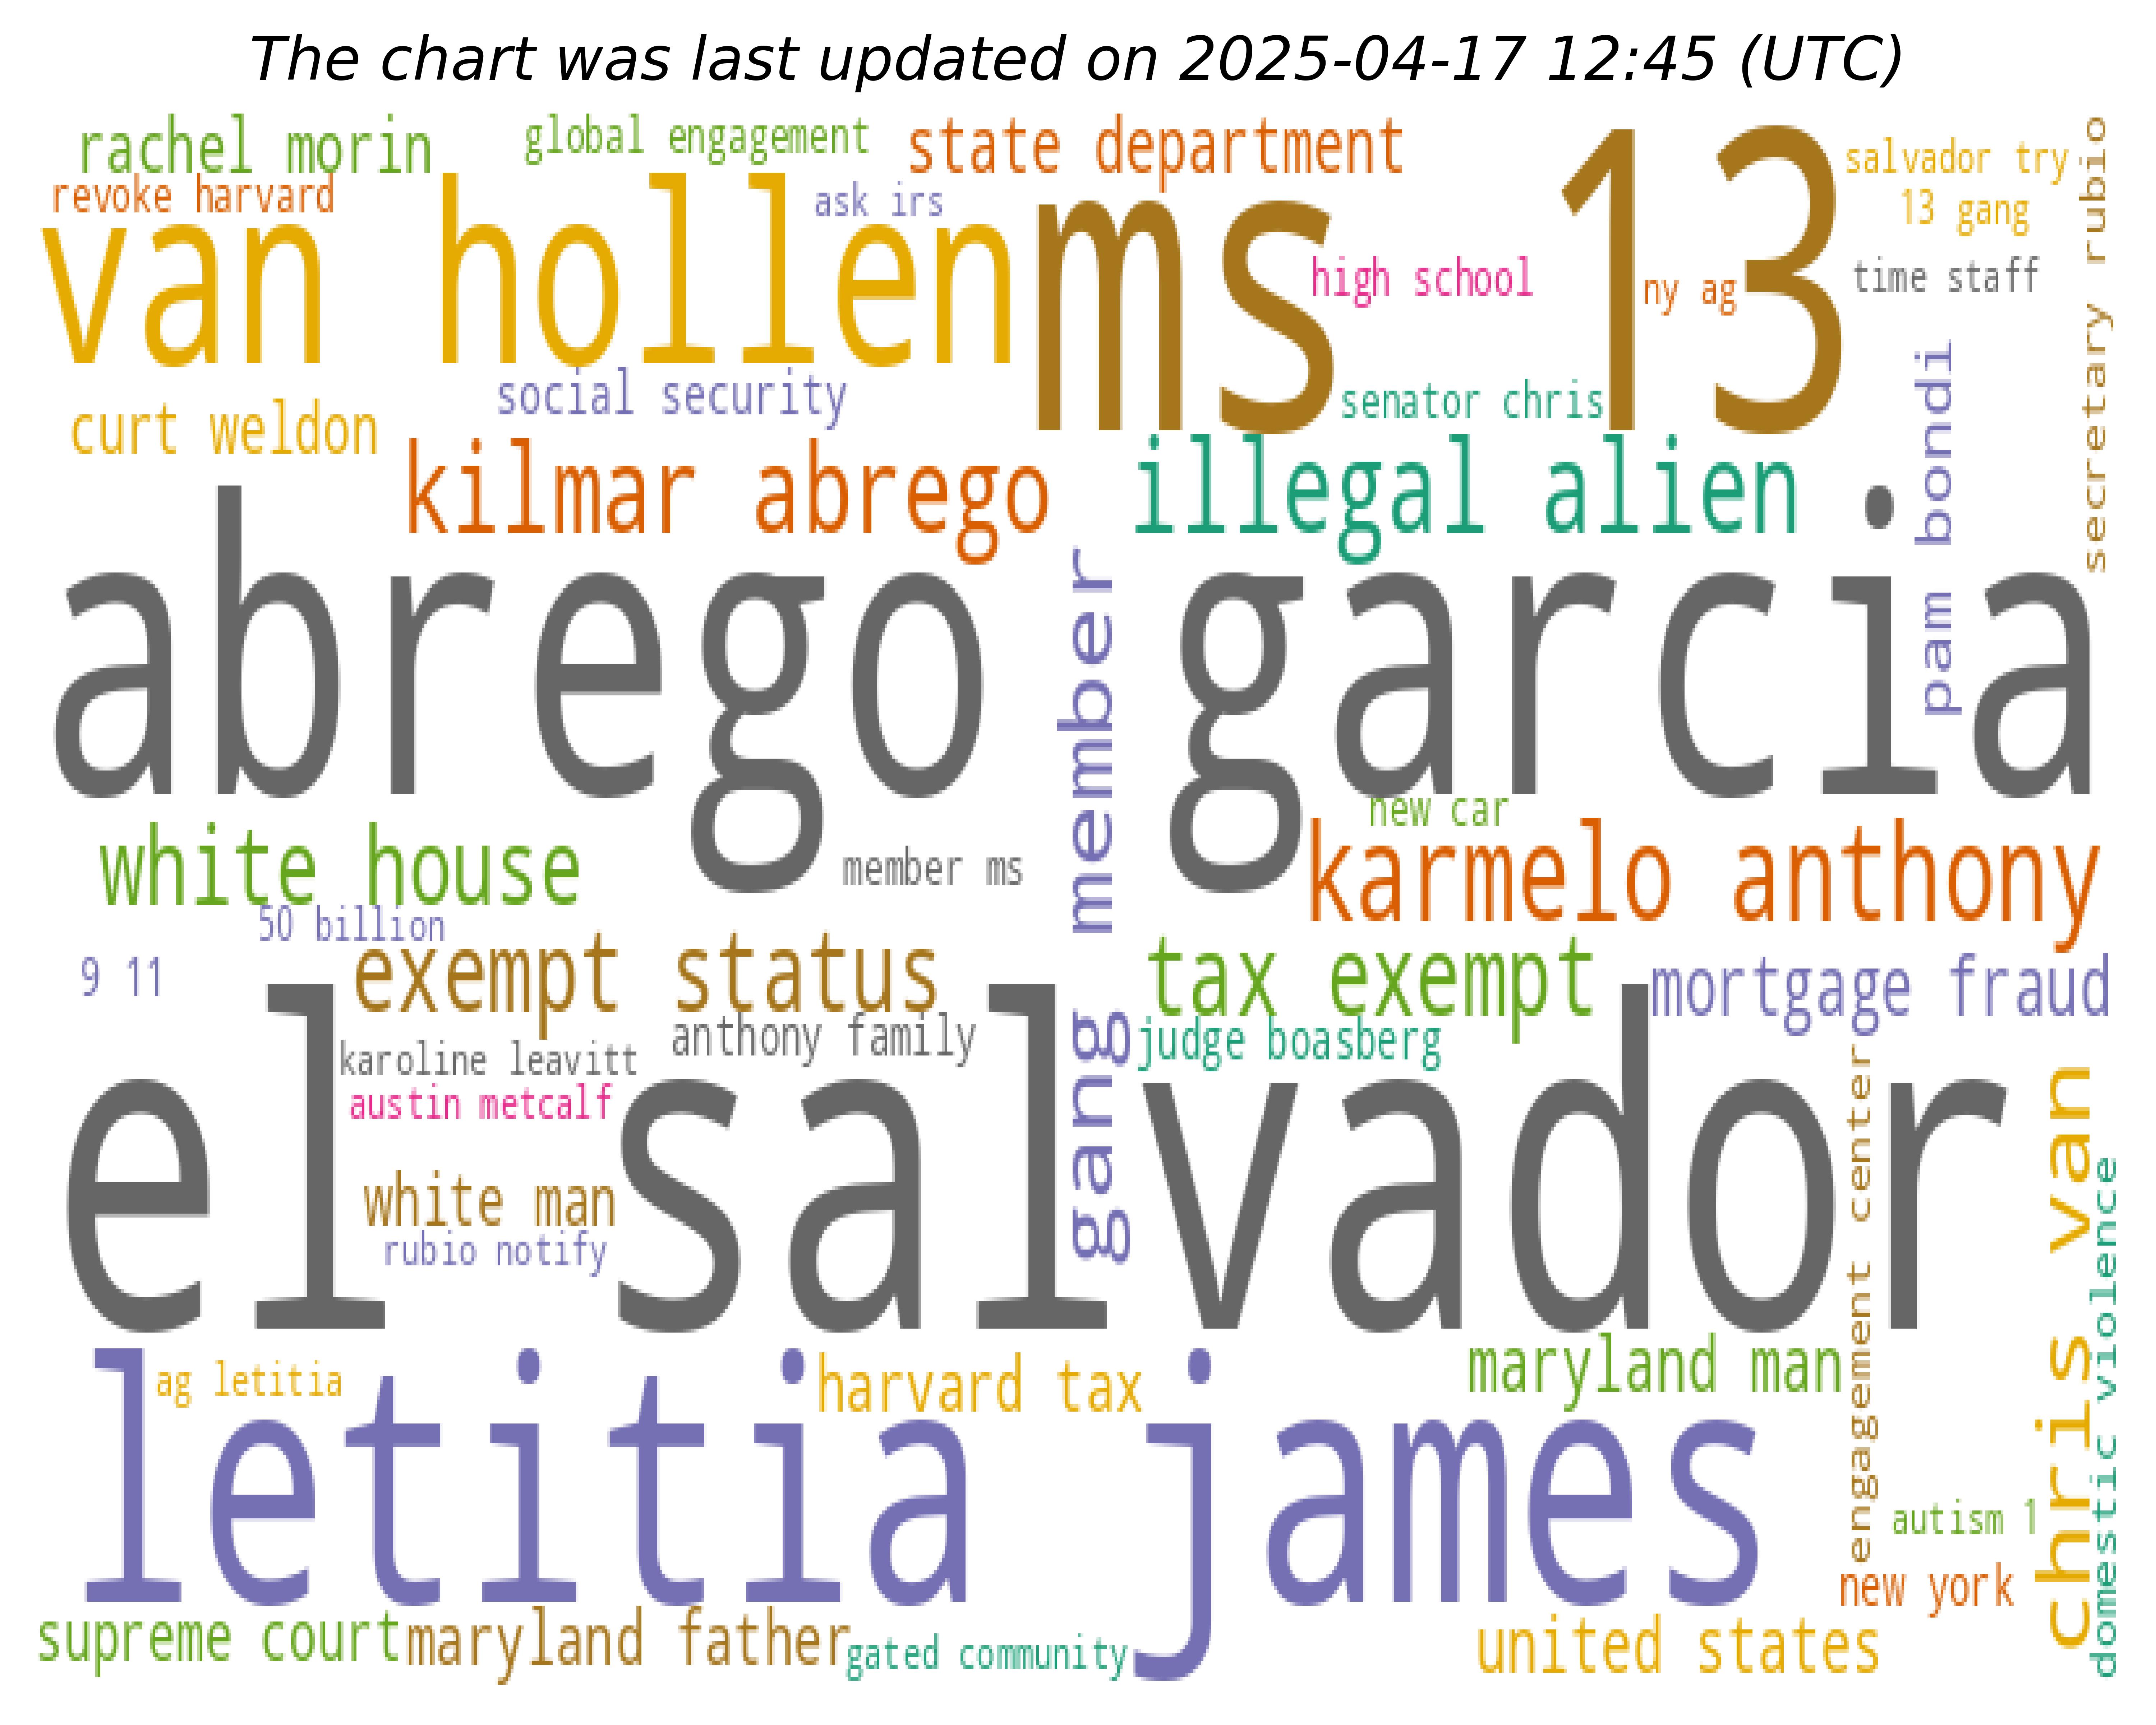 The chart was last updated on 2025-04-17 12:45 (UTC)
rachel morin
global engagement
state department
salvador try
revoke harvard
ask irs
13 gang
secretary rubio
van hollen
ms 13
high school
ny ag
time staff
social security
senator chris
curt weldon
pam bondi
kilmar abrego
illegal alien
abrego garcia
gang member
new car
white house
member ms
karmelo anthony
50 billion
9 11
exempt status
tax exempt
mortgage fraud
anthony family
judge boasberg
karoline leavitt
austin metcalf
el salvador
white man
rubio notify
engagement center
chris van
domestic violence
ag letitia
harvard tax
maryland man
letitia james
autism 1
new york
supreme court
maryland father
gated community
united states